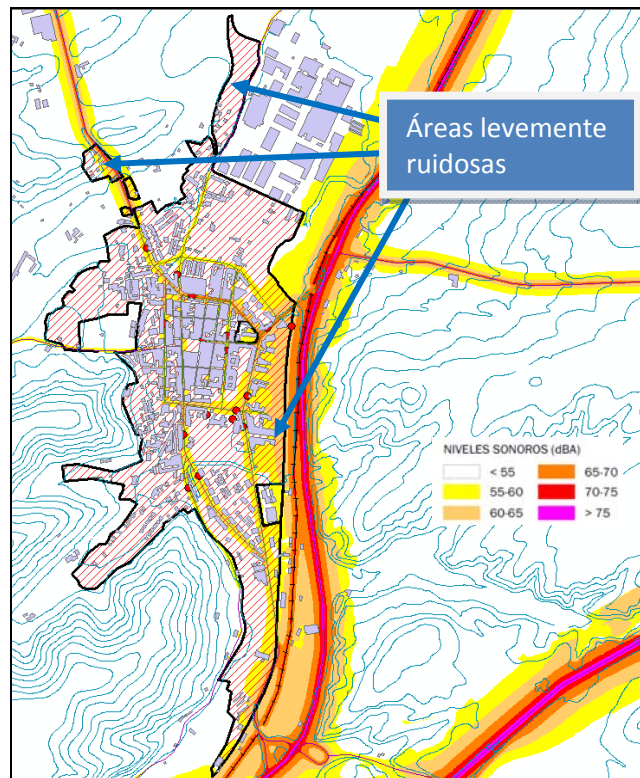 Áreas levemente
ruidosas
NIVELES SONOROS (dBA)
< 55
65-70
55-60
70-75
60-65
> 75